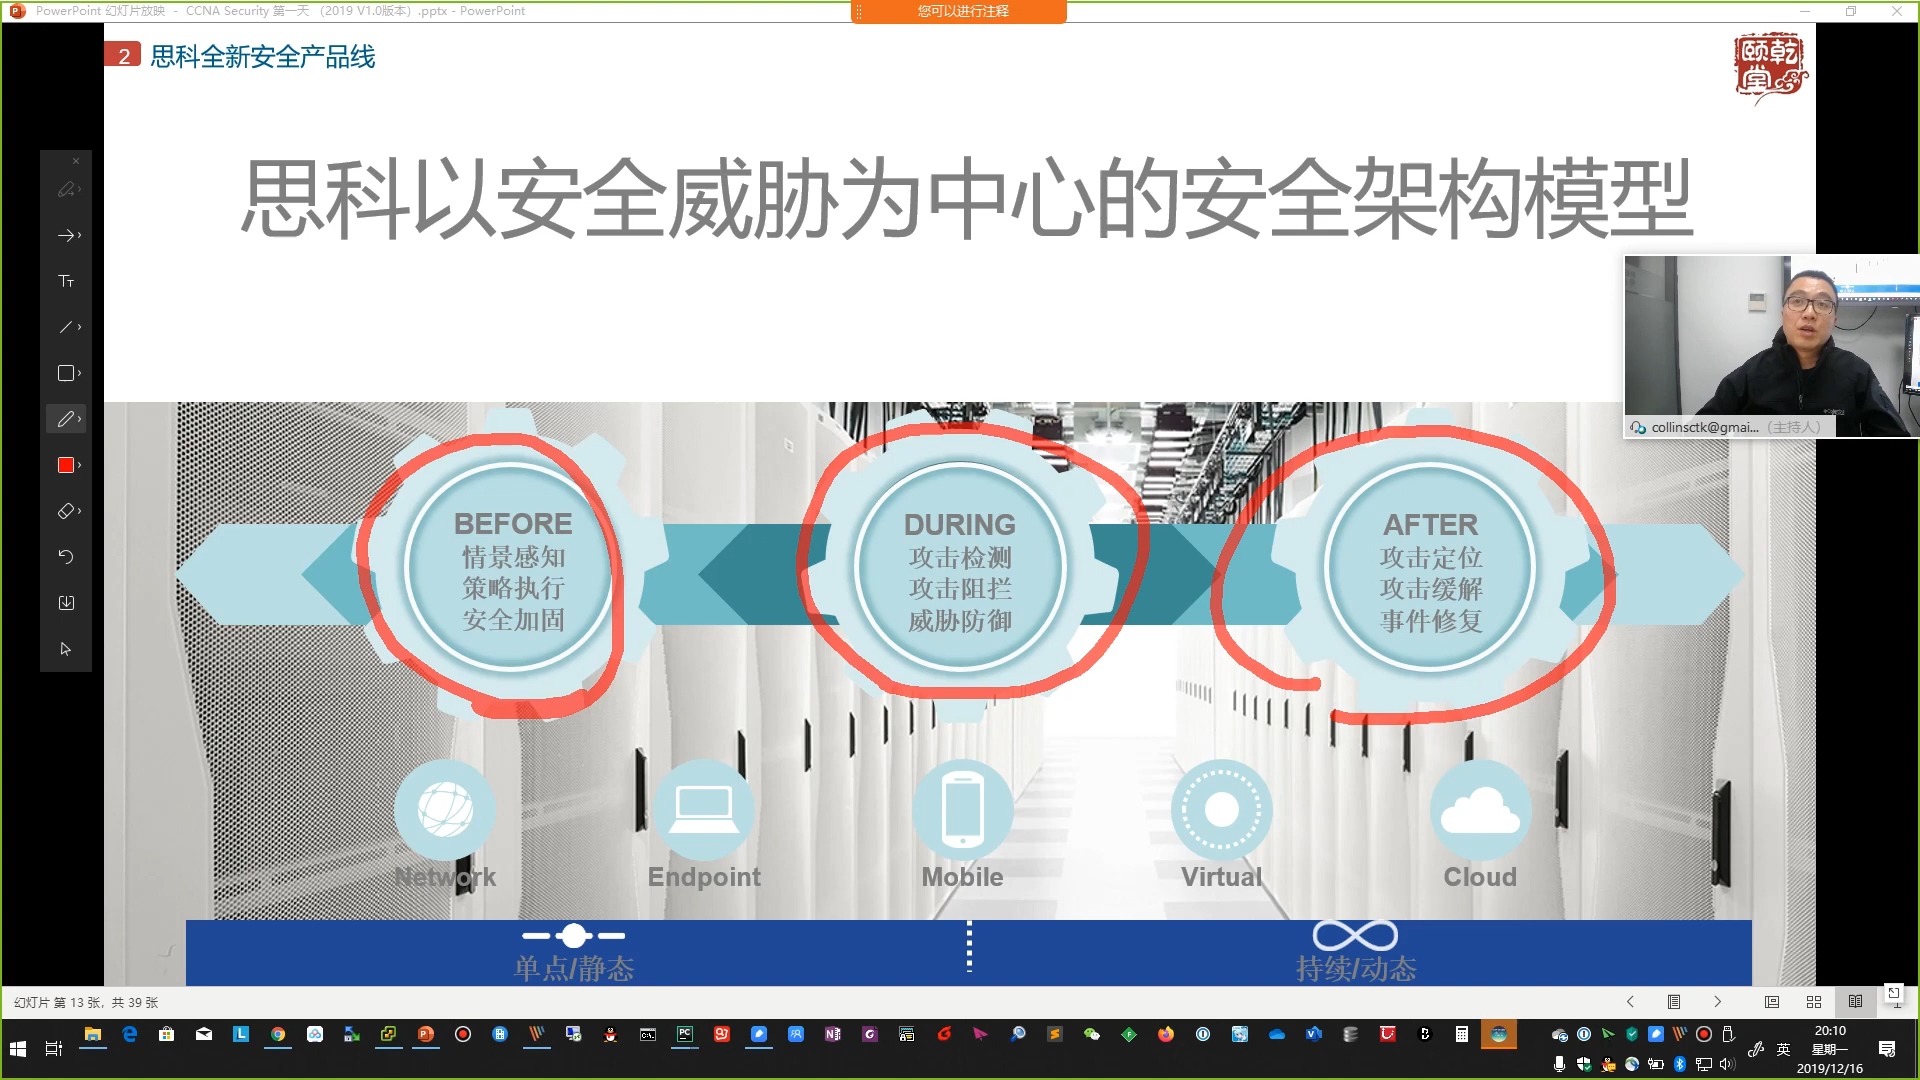 PowerPoint 幻灯片放映 - CCNA Security 第一天 （2019 V1.0版本）.pptx - PowerPoint
您可以进行注释
2 思科全新安全产品线
颐乾堂
思科以安全威胁为中心的安全架构模型
collinsctk@gmai... （主持人）
BEFORE
情景感知
策略执行
安全加固
DURING
攻击检测
攻击阻拦
威胁防御
AFTER
攻击定位
攻击缓解
事件修复
Network
Endpoint
Mobile
Virtual
Cloud
单点/静态
持续/动态
幻灯片 第 13 张，共 39 张
英
20:10
星期一
2019/12/16